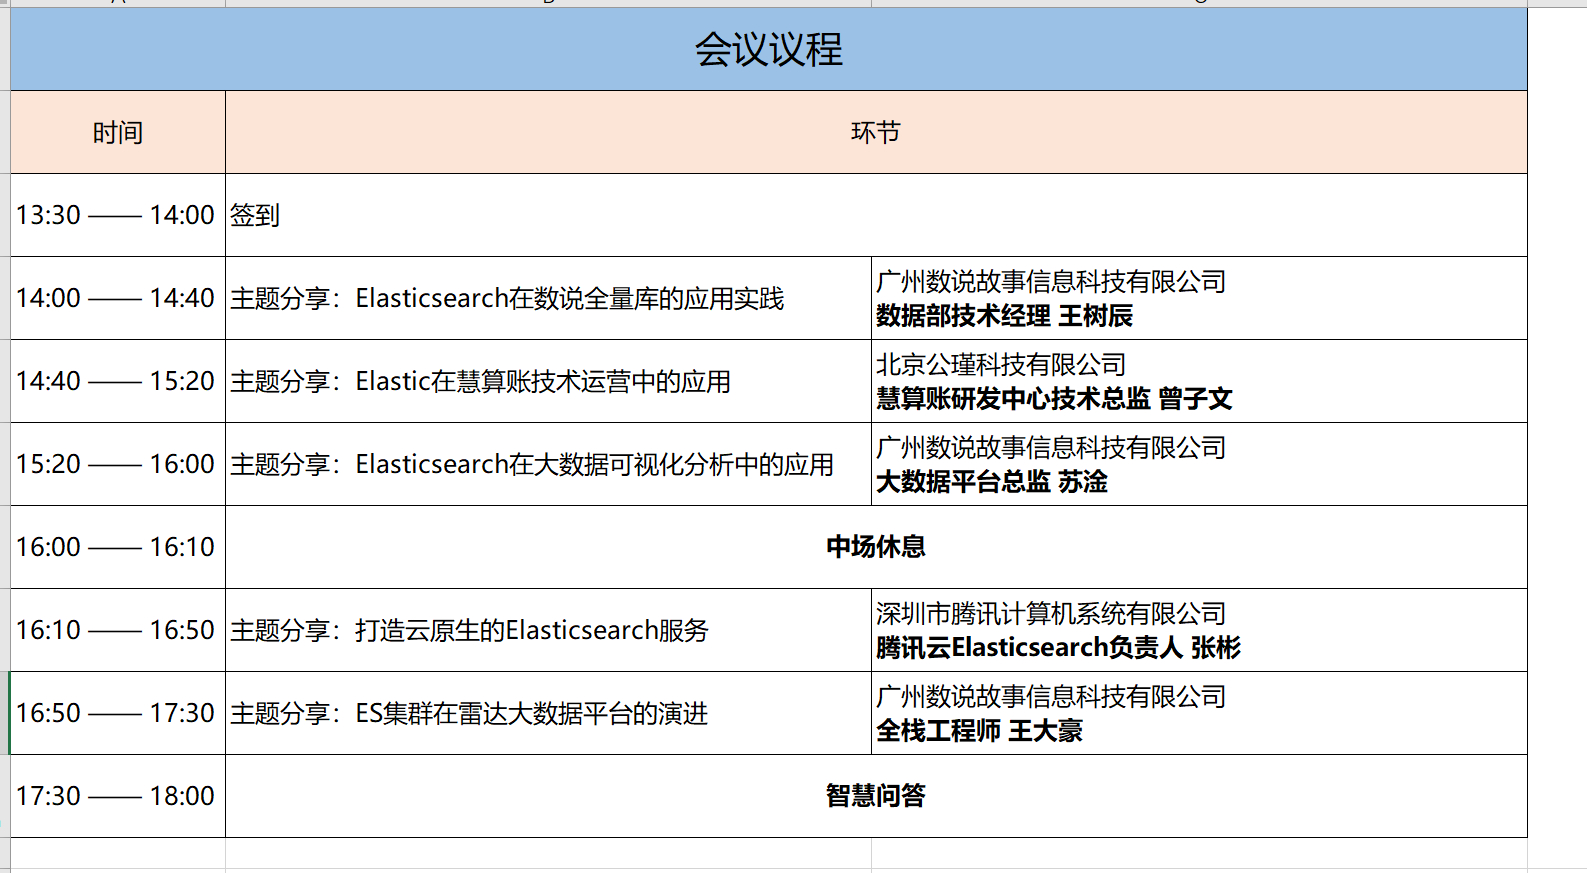 会议议程
时间 环节
13:30 —— 14:00 签到
14:00 —— 14:40 主题分享：Elasticsearch在数说全量库的应用实践 广州数说故事信息科技有限公司
数据部技术经理 王树辰
14:40 —— 15:20 主题分享：Elastic在慧算账技术运营中的应用 北京公瑾科技有限公司
慧算账研发中心技术总监 曾子文
15:20 —— 16:00 主题分享：Elasticsearch在大数据可视化分析中的应用 广州数说故事信息科技有限公司
大数据平台总监 苏淦
16:00 —— 16:10 中场休息
16:10 —— 16:50 主题分享：打造云原生的Elasticsearch服务 深圳市腾讯计算机系统有限公司
腾讯云Elasticsearch负责人 张彬
16:50 —— 17:30 主题分享：ES集群在雷达大数据平台的演进 广州数说故事信息科技有限公司
全栈工程师 王大豪
17:30 —— 18:00 智慧问答